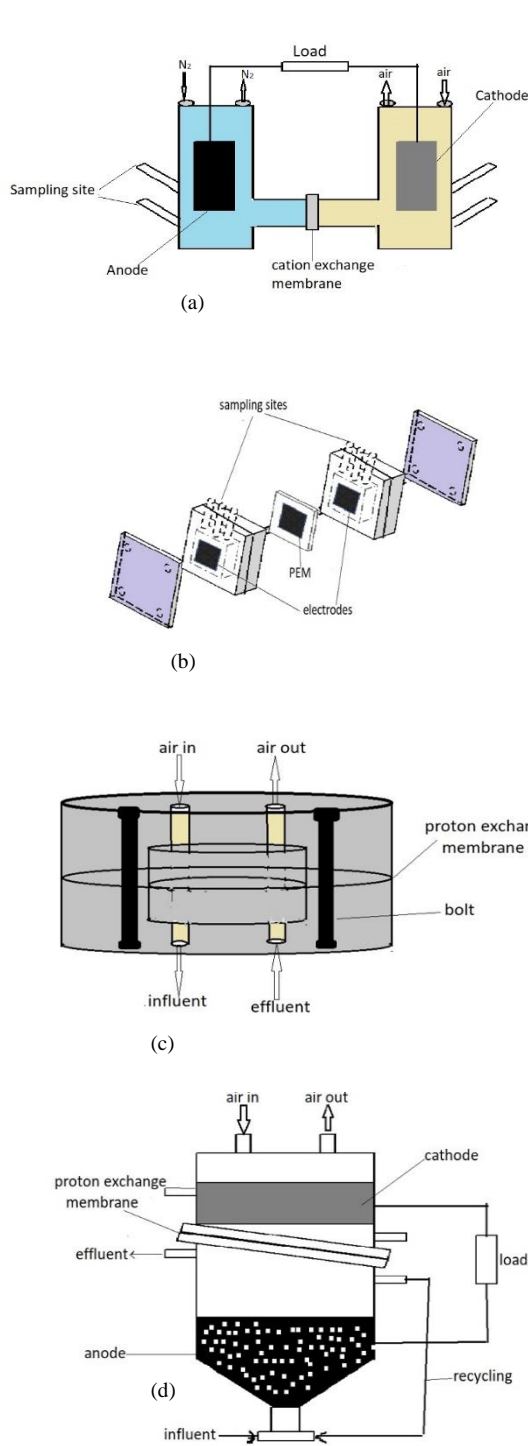 Load
N₂
N₂
air
air
Cathode
Sampling site
Anode
cation exchange
membrane
(a)
sampling sites
PEM
electrodes
(b)
air in
air out
proton exchan
membrane
bolt
influent
effluent
(c)
air in
air out
cathode
proton exchange
membrane
effluent
load
anode
recycling
(d)
influent